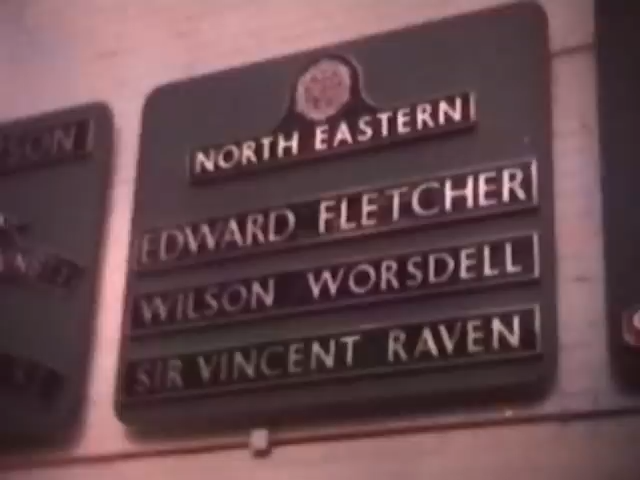 NORTH EASTERN
EDWARD FLETCHER
WILSON WORSDELL
SIR VINCENT RAVEN